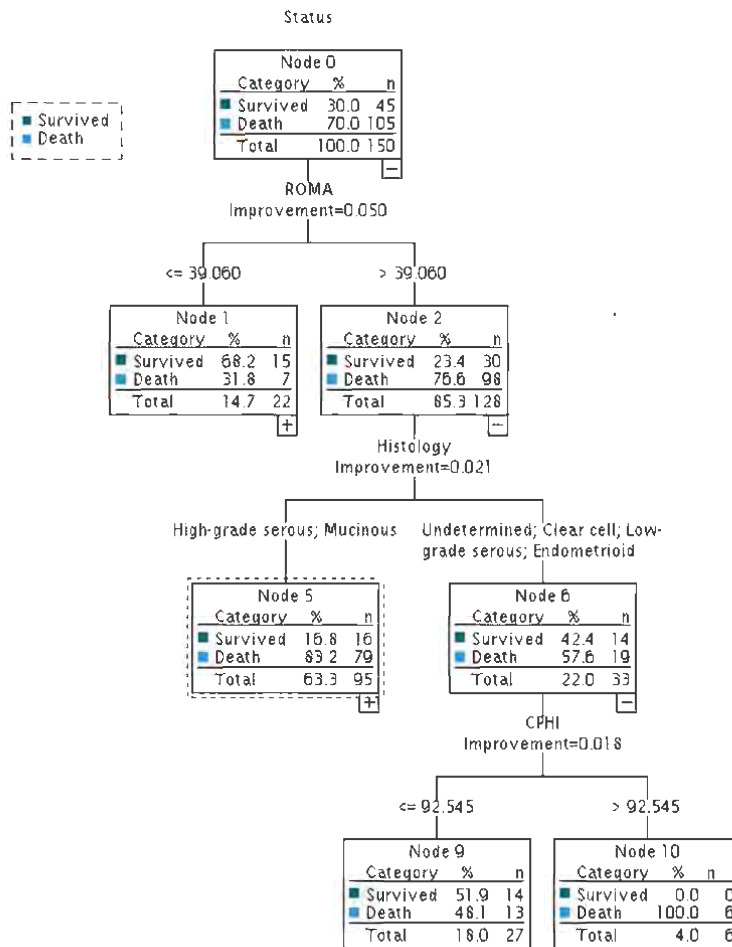 Status
Node 0
Category % n
Survived 30.0 45
Death 70.0 105
Total 100.0 150
Survived
Death
ROMA
Improvement=0.050
<= 39.060 > 39.060
Node 1
Category % n
Survived 68.2 15
Death 31.8 7
Total 14.7 22
Node 2
Category % n
Survived 23.4 30
Death 76.6 98
Total 85.3 128
Histology
Improvement=0.021
High-grade serous; Mucinous
Undetermined; Clear cell; Low-
grade serous; Endometrioid
Node 5
Category % n
Survived 16.8 16
Death 83.2 79
Total 63.3 95
Node 6
Category % n
Survived 42.4 14
Death 57.6 19
Total 22.0 33
CPHI
Improvement=0.018
<= 92.545 > 92.545
Node 9
Category % n
Survived 51.9 14
Death 48.1 13
Total 18.0 27
Node 10
Category % n
Survived 0.0 0
Death 100.0 6
Total 4.0 6